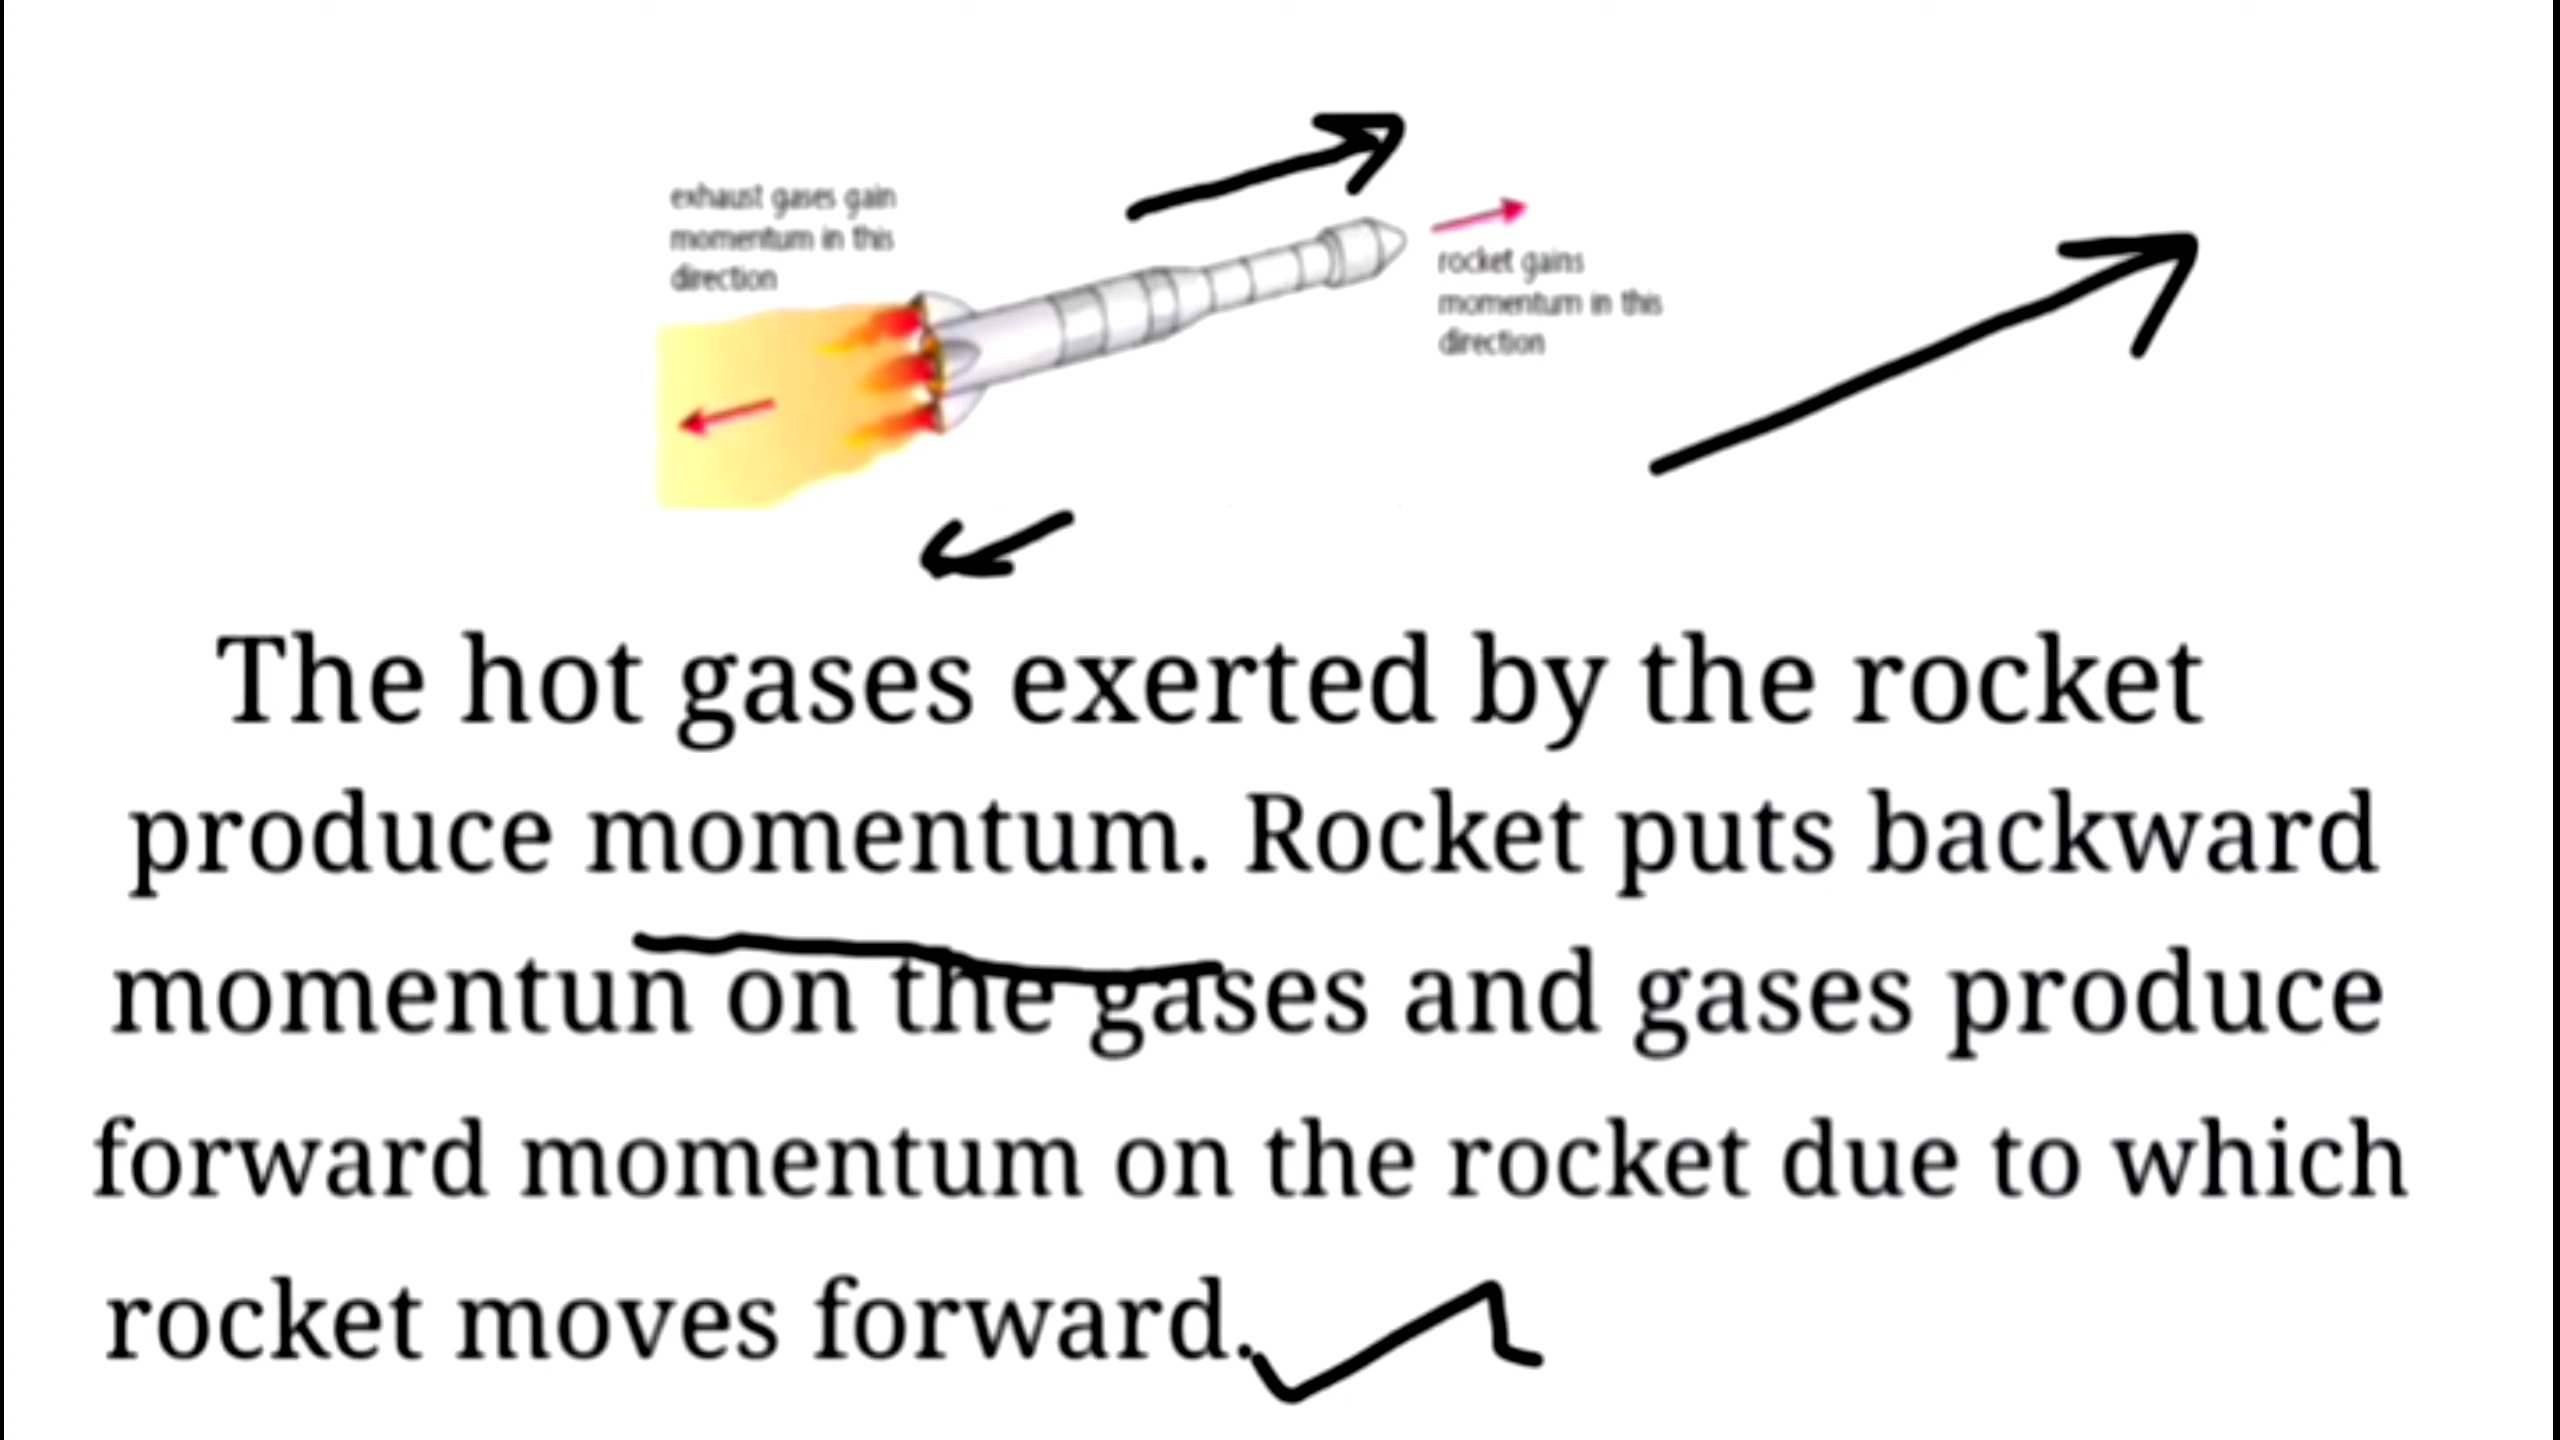 exhaust gases gain
momentum in this
direction
rocket gains
momentum in this
direction
The hot gases exerted by the rocket
produce momentum. Rocket puts backward
momentun on the gases and gases produce
forward momentum on the rocket due to which
rocket moves forward.